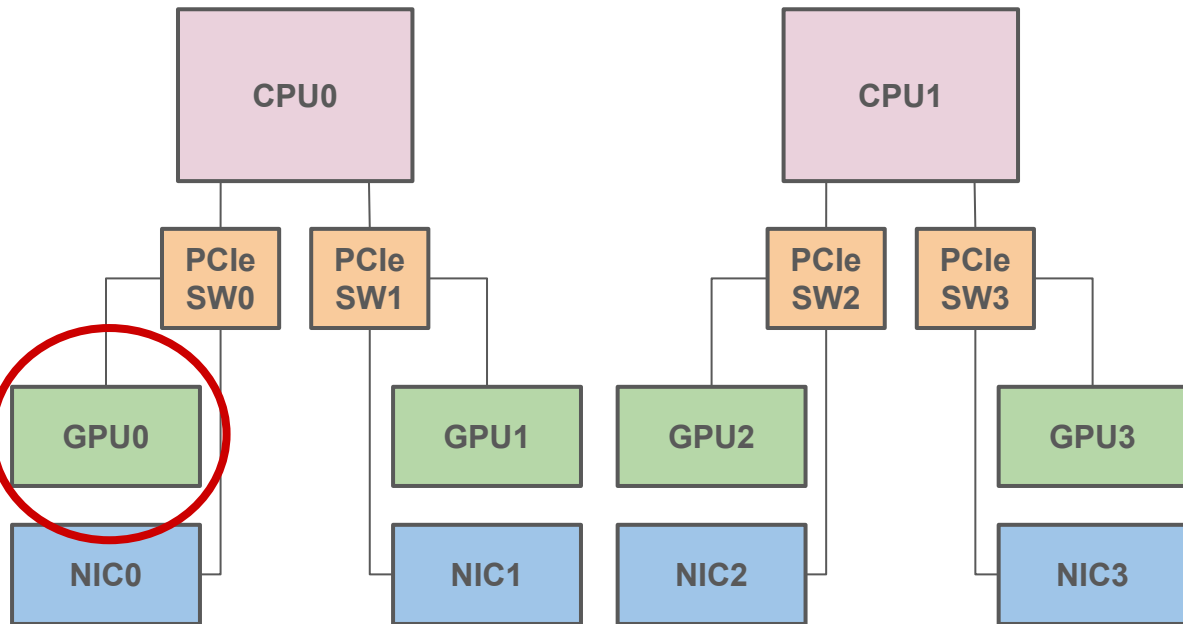 CPU0
CPU1
PCIe
SW0
PCIe
SW1
PCIe
SW2
PCIe
SW3
GPU0
GPU1
GPU2
GPU3
NIC0
NIC1
NIC2
NIC3